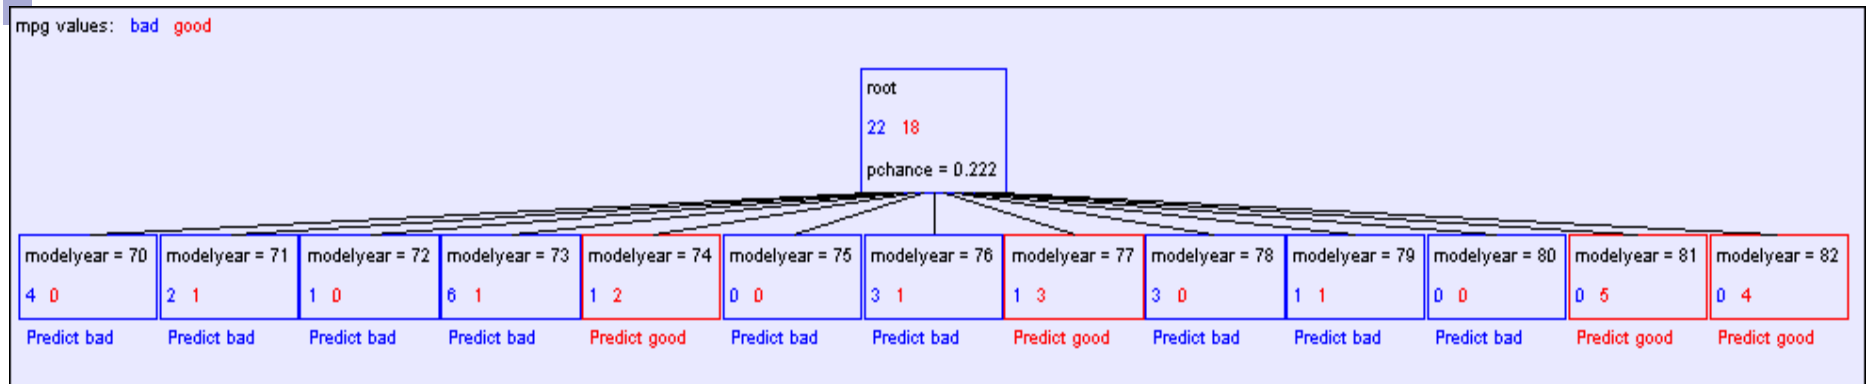 mpg values: bad good
root
22 18
pchance = 0.222
modelyear = 70 modelyear = 71 modelyear = 72 modelyear = 73 modelyear = 74 modelyear = 75 modelyear = 76 modelyear = 77 modelyear = 78 modelyear = 79 modelyear = 80 modelyear = 81 modelyear = 82
4 0 2 1 1 0 6 1 1 2 0 0 3 1 1 3 3 0 1 1 0 0 0 5 0 4
Predict bad Predict bad Predict bad Predict bad Predict good Predict bad Predict bad Predict good Predict bad Predict bad Predict bad Predict good Predict good